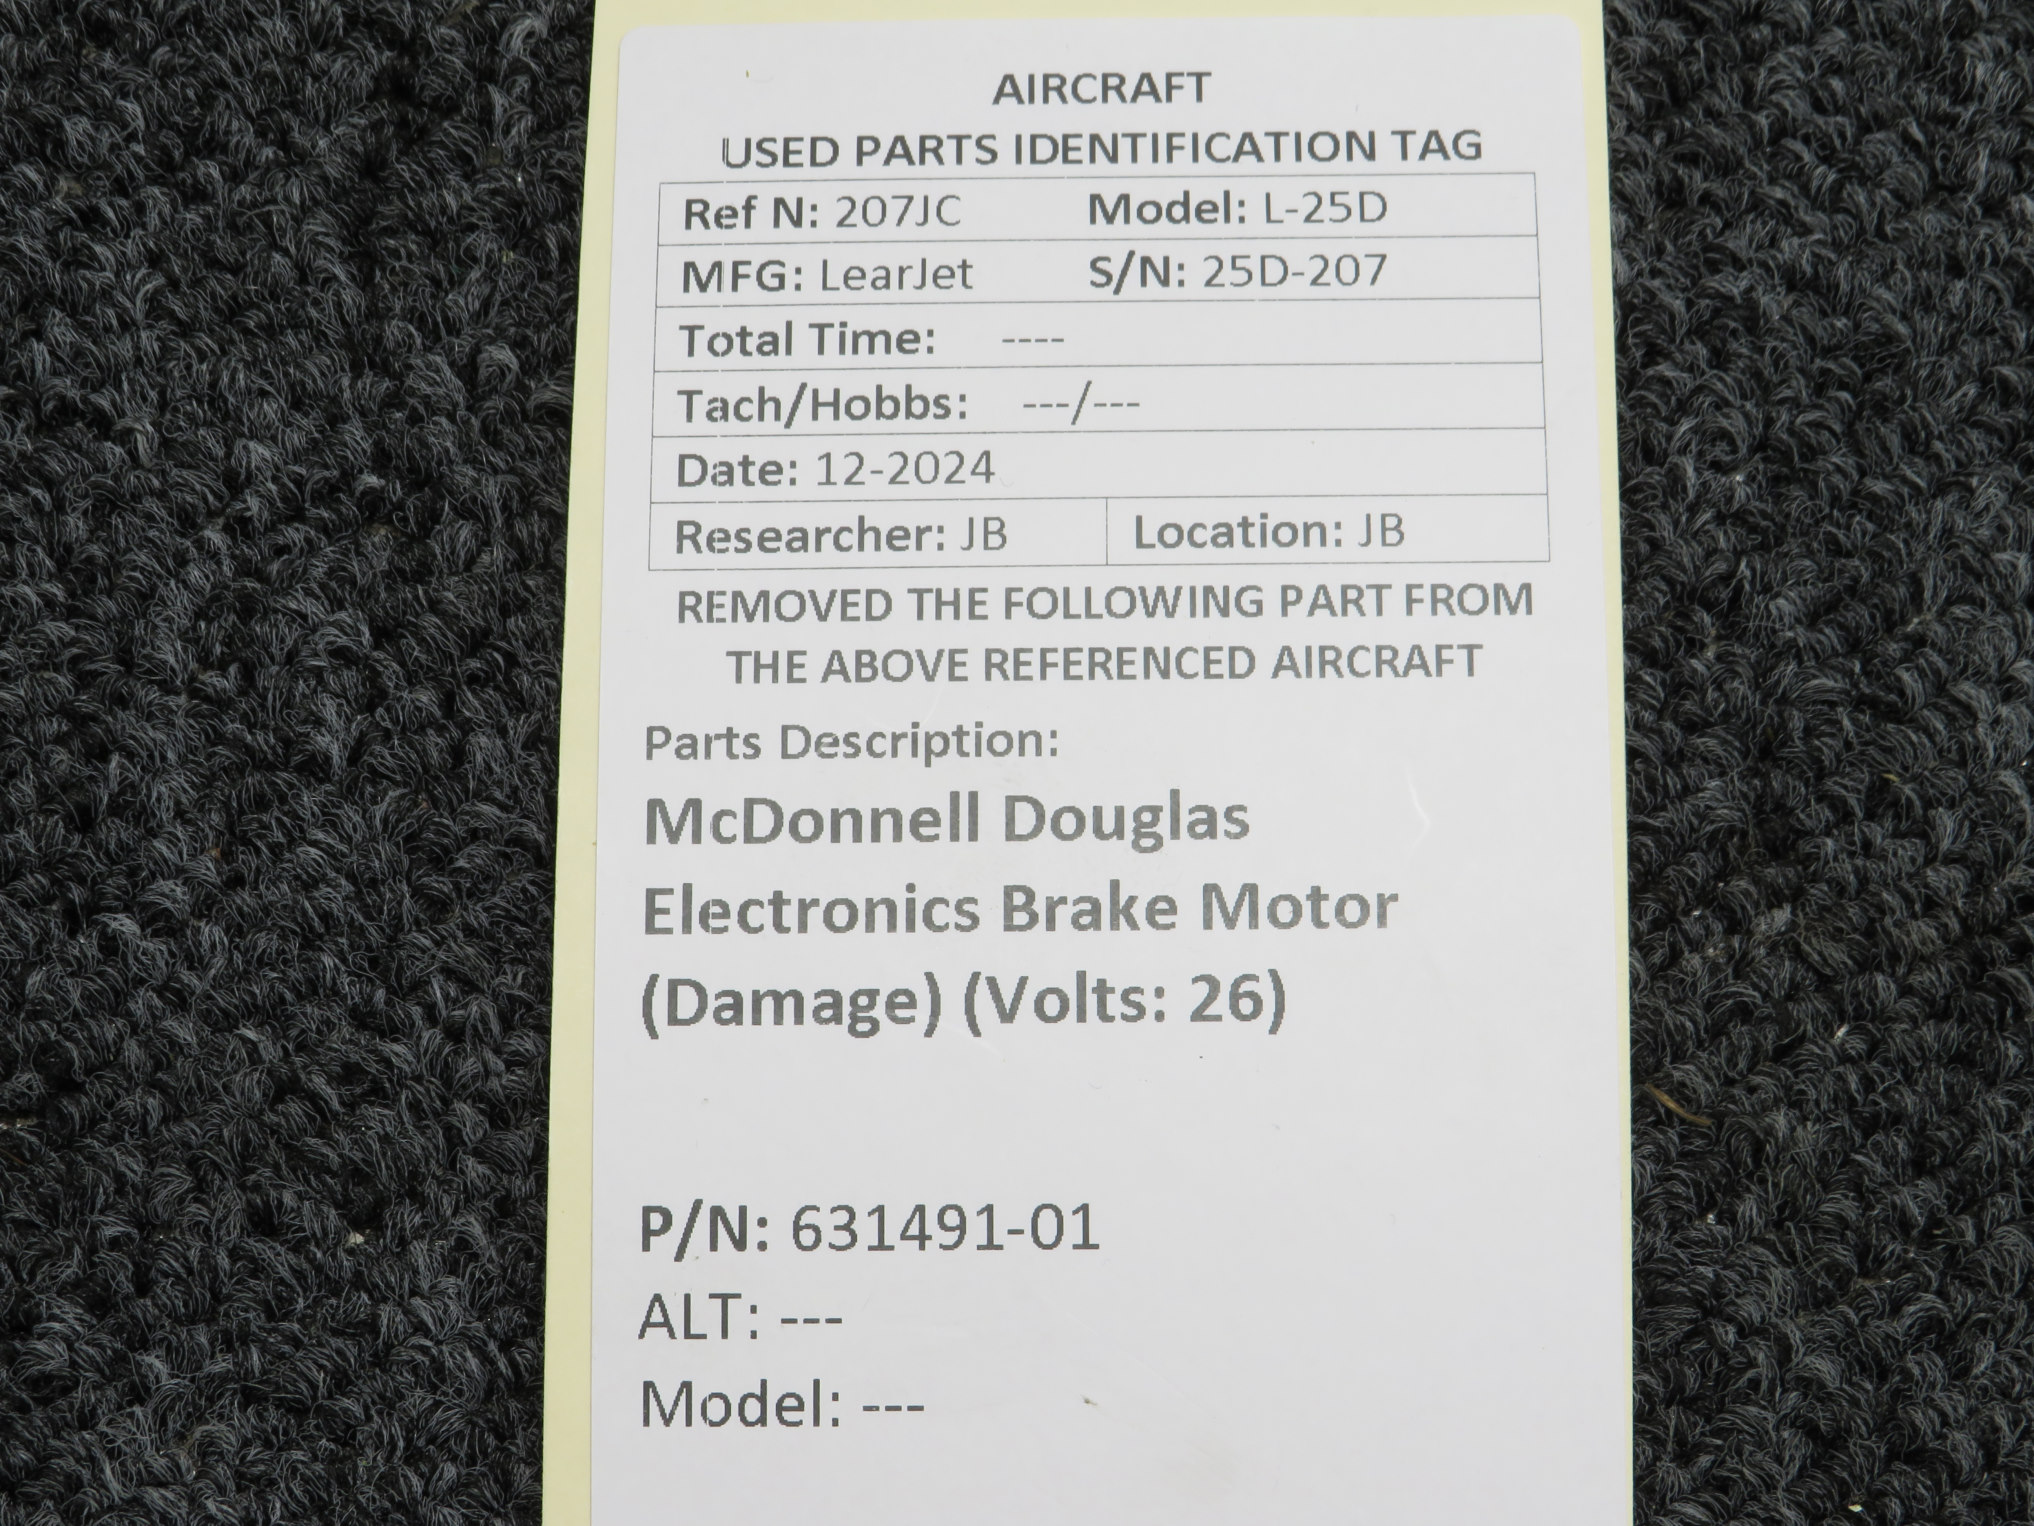 AIRCRAFT
USED PARTS IDENTIFICATION TAG
Ref N: 207JC Model: L-25D
MFG: LearJet S/N: 25D-207
Total Time: ----
Tach/Hobbs: ---/---
Date: 12-2024
Researcher: JB Location: JB
REMOVED THE FOLLOWING PART FROM
THE ABOVE REFERENCED AIRCRAFT
Parts Description:
McDonnell Douglas
Electronics Brake Motor
(Damage) (Volts: 26)
P/N: 631491-01
ALT: ---
Model: ---